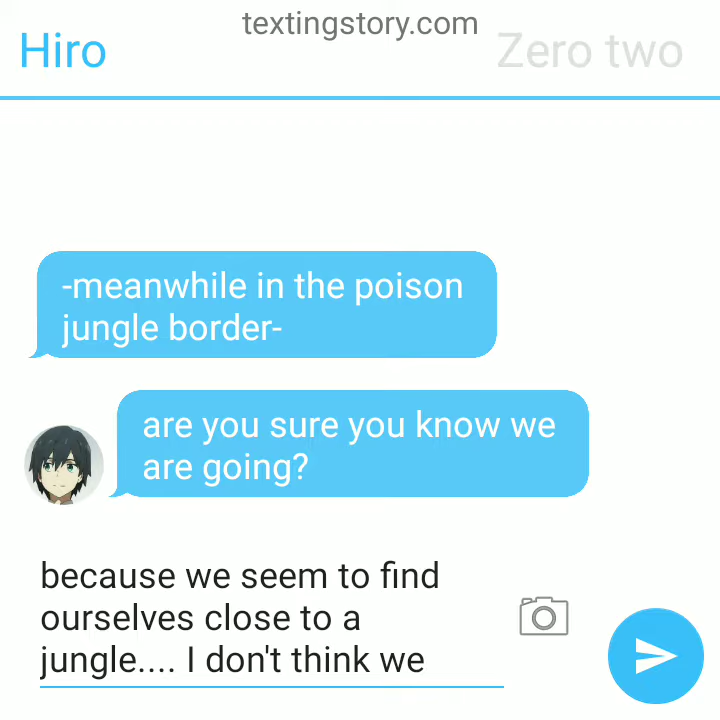 textingstory.com
Hiro
Zero two
-meanwhile in the poison
jungle border-
are you sure you know we
are going?
because we seem to find
ourselves close to a
jungle.... I don't think we